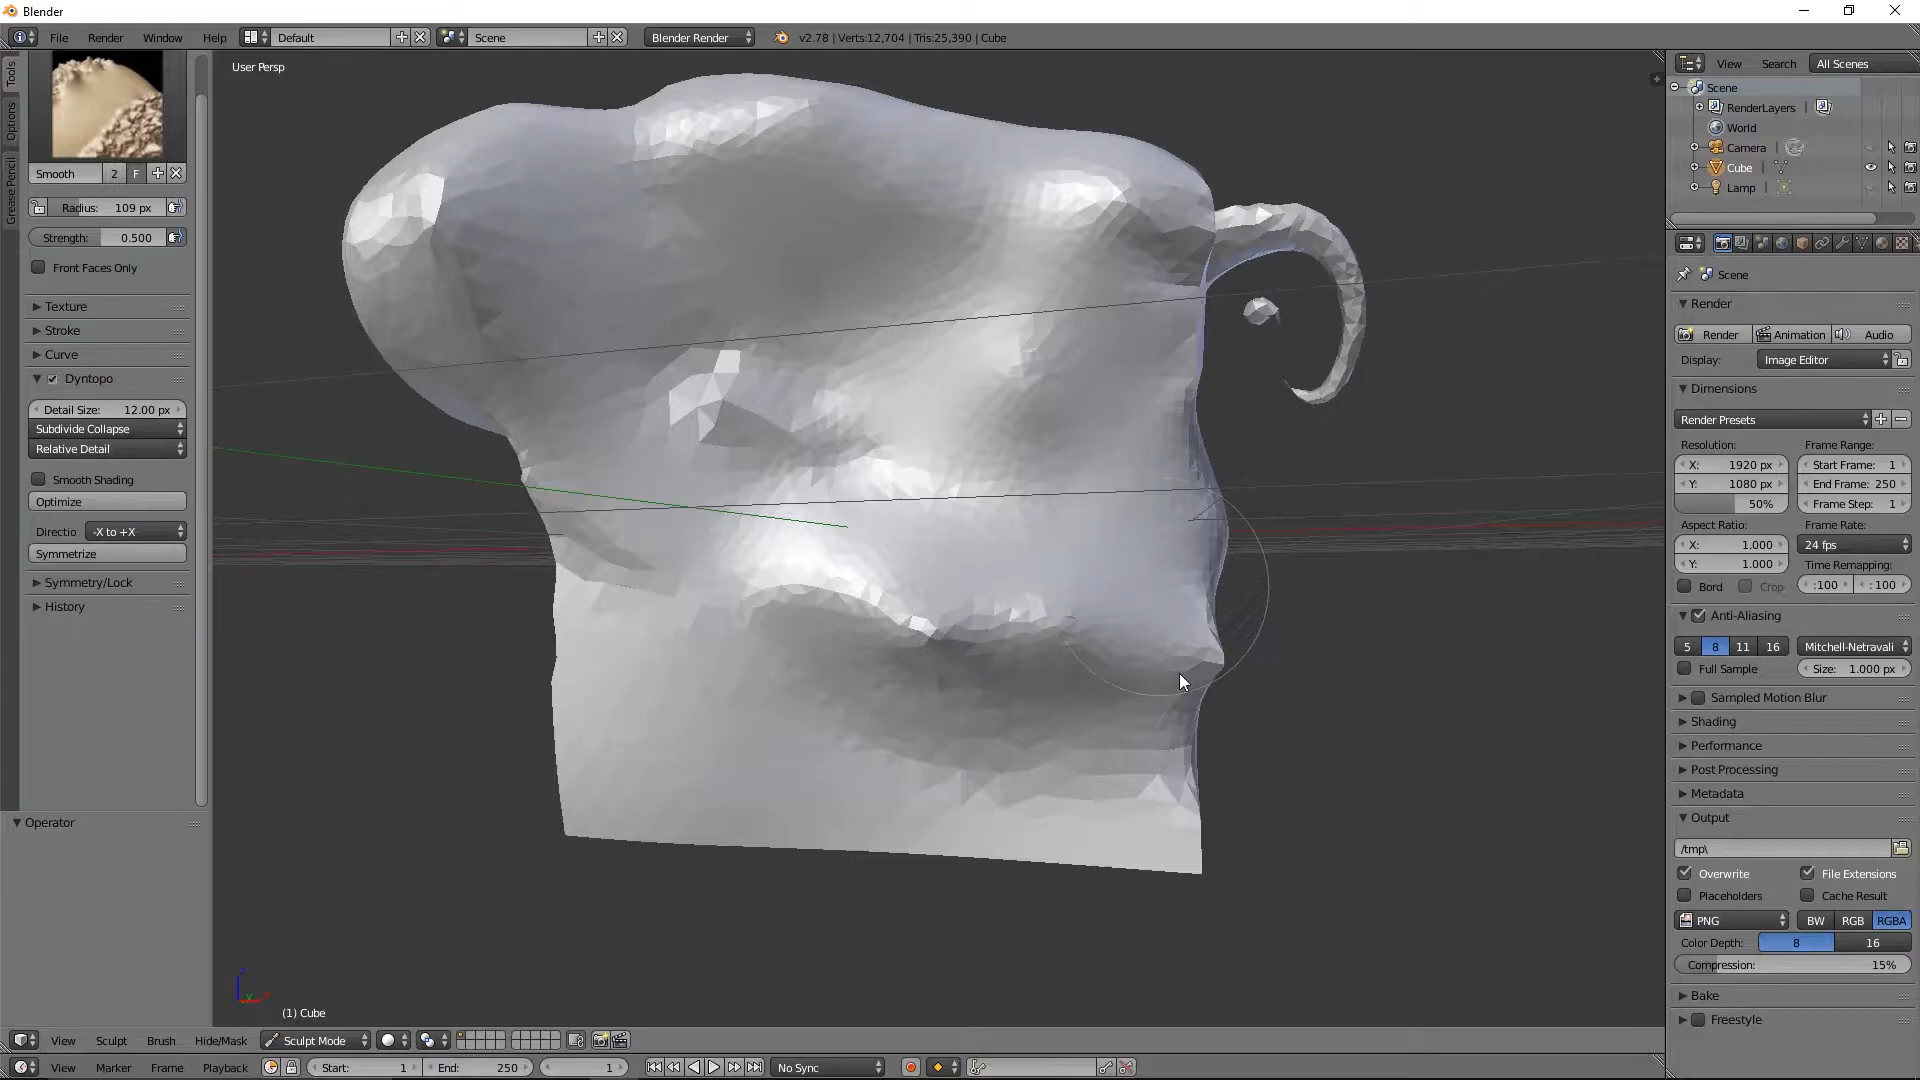 Blender
File Render Window Help Default Scene Blender Render v2.78 | Verts:12,704 | Tris:25,390 | Cube
User Persp
Tools
Options
Grease Pencil
Smooth 2 F
Radius: 109 px
Strength: 0.500
Front Faces Only
Texture
Stroke
Curve
Dyntopo
Detail Size: 12.00 px
Subdivide Collapse
Relative Detail
Smooth Shading
Optimize
Directio -X to +X
Symmetrize
Symmetry/Lock
History
Operator
(1) Cube
View Sculpt Brush Hide/Mask Sculpt Mode
View Marker Frame Playback Start: 1 End: 250 1 No Sync
View Search All Scenes
Scene
RenderLayers
World
Camera
Cube
Lamp
Scene
Render
Render Animation Audio
Display: Image Editor
Dimensions
Render Presets
Resolution: Frame Range:
X: 1920 px Start Frame: 1
Y: 1080 px End Frame: 250
50% Frame Step: 1
Aspect Ratio: Frame Rate:
X: 1.000 24 fps
Y: 1.000 Time Remapping:
Bord Crop :100 : 100
Anti-Aliasing
5 8 11 16 Mitchell-Netravali
Full Sample Size: 1.000 px
Sampled Motion Blur
Shading
Performance
Post Processing
Metadata
Output
/tmp\
Overwrite File Extensions
Placeholders Cache Result
PNG BW RGB RGBA
Color Depth: 8 16
Compression: 15%
Bake
Freestyle